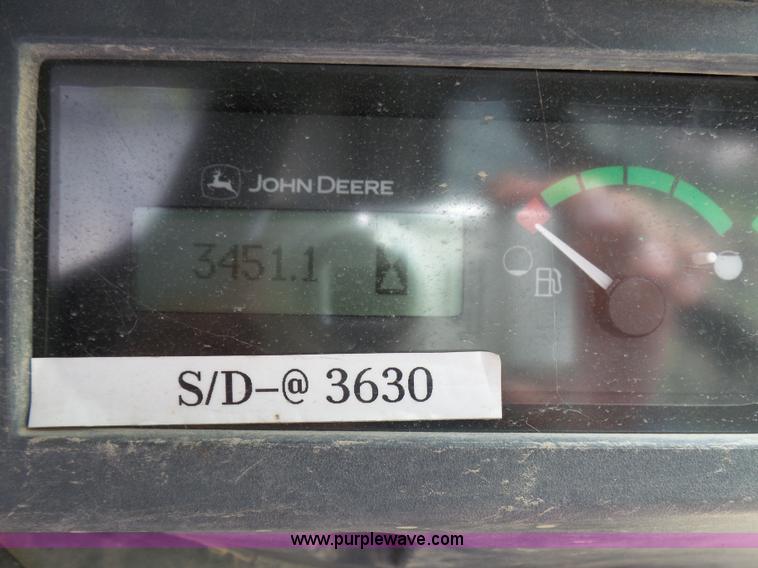 JOHN DEERE
3451.1
S/D-@ 3630
www.purplewave.com